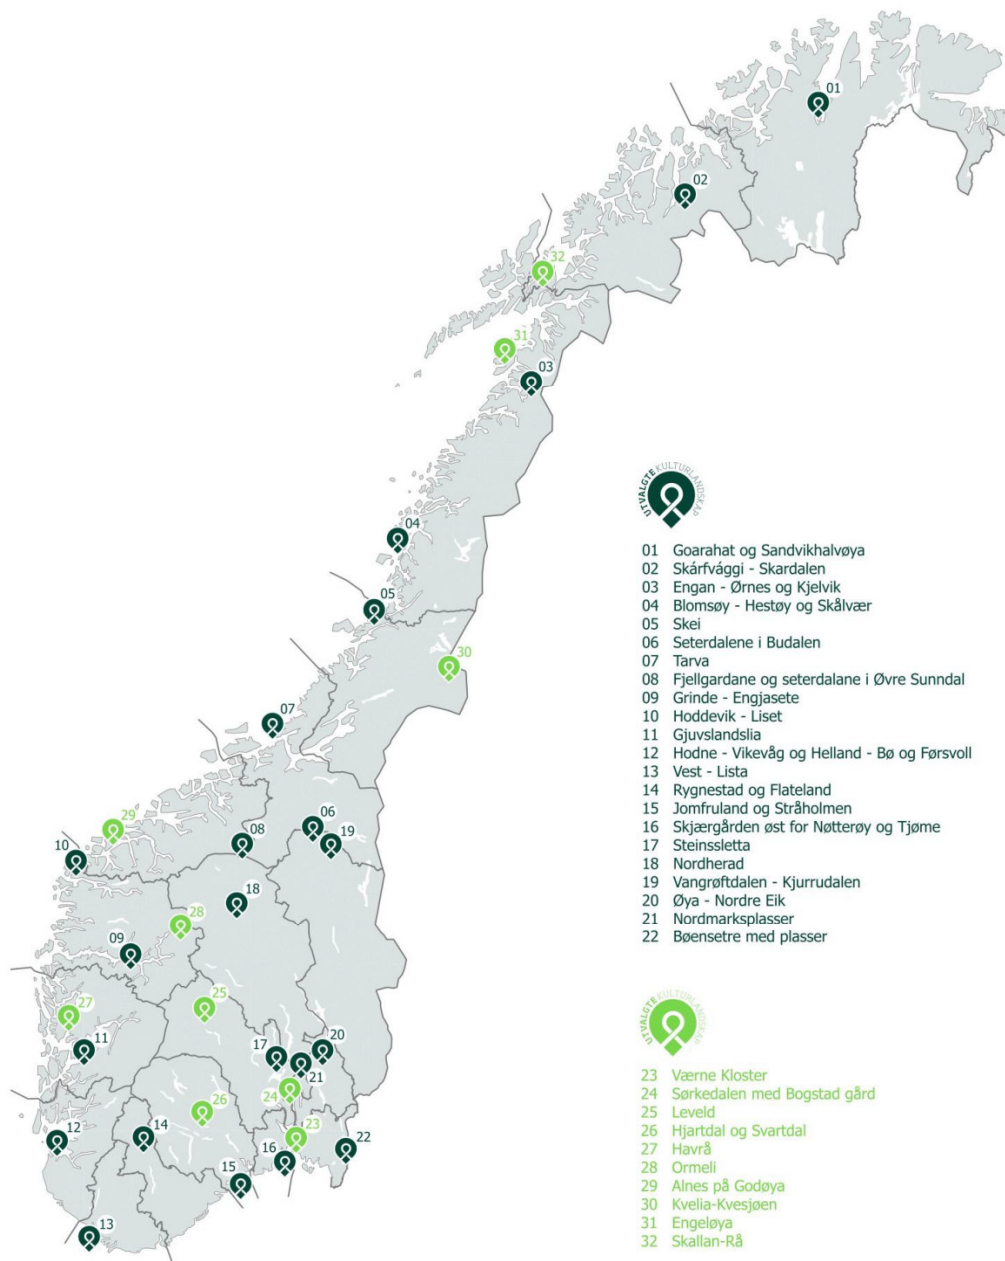 01
02
32
31
03
04
05
30
07
29
06
08
19
10
18
28
09
27
25
11
17
20
21
24
26
23
12
14
16
22
15
13
UTVALGTE KULTURLANDSKAP
01 Goarahat og Sandvikhalvøya
02 Skárfvággi - Skardalen
03 Engan - Ørnes og Kjelvik
04 Blomsøy - Hestøy og Skålvær
05 Skei
06 Seterdalene i Budalen
07 Tarva
08 Fjellgardane og seterdalane i Øvre Sunndal
09 Grinde - Engjasete
10 Hoddevik - Liset
11 Gjuvslandslia
12 Hodne - Vikevåg og Helland - Bø og Førsvoll
13 Vest - Lista
14 Rygnestad og Flateland
15 Jomfruland og Stråholmen
16 Skjærgården øst for Nøtterøy og Tjøme
17 Steinssletta
18 Nordherad
19 Vangrøftdalen - Kjurrudalen
20 Øya - Nordre Eik
21 Nordmarksplasser
22 Bøensetre med plasser
UTVALGTE KULTURLANDSKAP
23 Værne Kloster
24 Sørkedalen med Bogstad gård
25 Leveld
26 Hjartdal og Svartdal
27 Havrå
28 Ormeli
29 Alnes på Godøya
30 Kvelia-Kvesjøen
31 Engeløya
32 Skallan-Rå